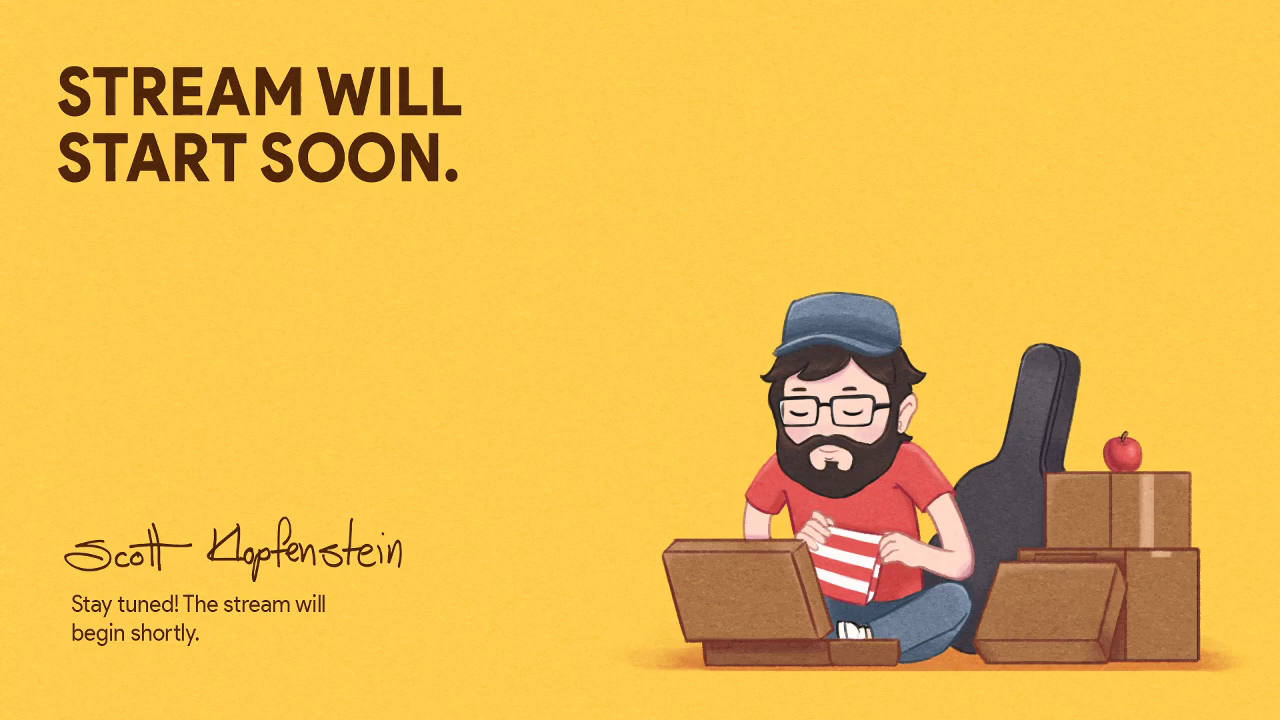 STREAM WILL
START SOON.
Scott Klopfenstein
Stay tuned! The stream will
begin shortly.